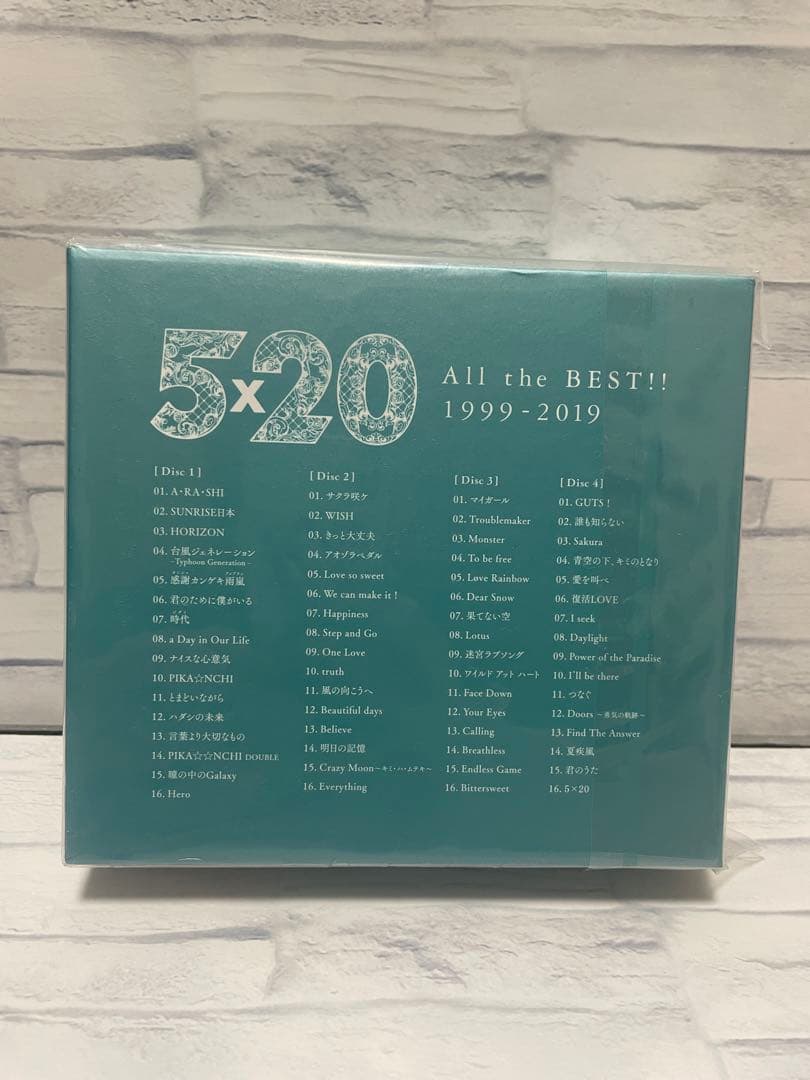 5×20
All the BEST!!
1999-2019
[Disc 1]
01. A・RA・SHI
02. SUNRISE日本
03. HORIZON
04. 台風ジェネレーション
-Typhoon Generation-
05. 感謝カンゲキ雨嵐
06. 君のために僕がいる
07. 時代
08. a Day in Our Life
09. ナイスな心意気
10. PIKA☆NCHI
11. とまどいながら
12. ハダシの未来
13. 言葉より大切なもの
14. PIKA☆☆NCHI DOUBLE
15. 瞳の中のGalaxy
16. Hero
[Disc 2]
01. サクラ咲ケ
02. WISH
03. きっと大丈夫
04. アオゾラペダル
05. Love so sweet
06. We can make it!
07. Happiness
08. Step and Go
09. One Love
10. truth
11. 風の向こうへ
12. Beautiful days
13. Believe
14. 明日の記憶
15. Crazy Moon～キミ・ハ・ムテキ～
16. Everything
[Disc 3]
01. マイガール
02. Troublemaker
03. Monster
04. To be free
05. Løve Rainbow
06. Dear Snow
07. 果てない空
08. Lotus
09. 迷宮ラブソング
10. ワイルド アット ハート
11. Face Down
12. Your Eyes
13. Calling
14. Breathless
15. Endless Game
16. Bittersweet
[Disc 4]
01. GUTS !
02. 誰も知らない
03. Sakura
04. 青空の下、キミのとなり
05. 愛を叫べ
06. 復活LOVE
07. I seek
08. Daylight
09. Power of the Paradise
10. I'll be there
11. つなぐ
12. Doors ～勇気の軌跡～
13. Find The Answer
14. 夏疾風
15. 君のうた
16. 5×20